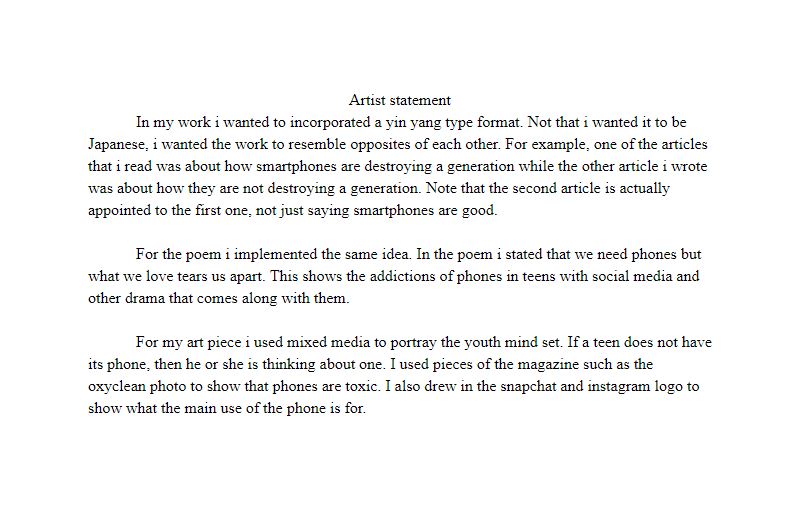 Artist statement
In my work i wanted to incorporated a yin yang type format. Not that i wanted it to be
Japanese, i wanted the work to resemble opposites of each other. For example, one of the articles
that i read was about how smartphones are destroying a generation while the other article i wrote
was about how they are not destroying a generation. Note that the second article is actually
appointed to the first one, not just saying smartphones are good.
For the poem i implemented the same idea. In the poem i stated that we need phones but
what we love tears us apart. This shows the addictions of phones in teens with social media and
other drama that comes along with them.
For my art piece i used mixed media to portray the youth mind set. If a teen does not have
its phone, then he or she is thinking about one. I used pieces of the magazine such as the
oxyclean photo to show that phones are toxic. I also drew in the snapchat and instagram logo to
show what the main use of the phone is for.